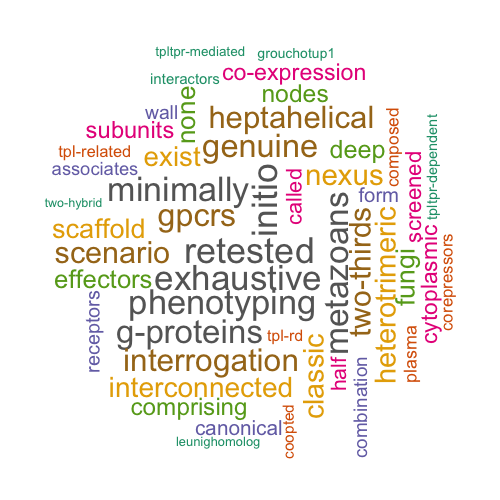 tpltpr-mediated
grouchotup1
interactors
co-expression
nodes
none
wall
heptahelical
subunits
tpl-related
exist
genuine
deep
composed
tpltpr-dependent
associates
minimally
initio
called
nexus
form
screened
two-hybrid
gpcrs
metazoans
scaffold
scenario
retested
two-thirds
heterotrimeric
fungi
cytoplasmic
corepressors
effectors
exhaustive
phenotyping
receptors
g-proteins
tpl-rd
classic
half
plasma
interrogation
interconnected
combination
comprising
canonical
coopted
leunighomolog